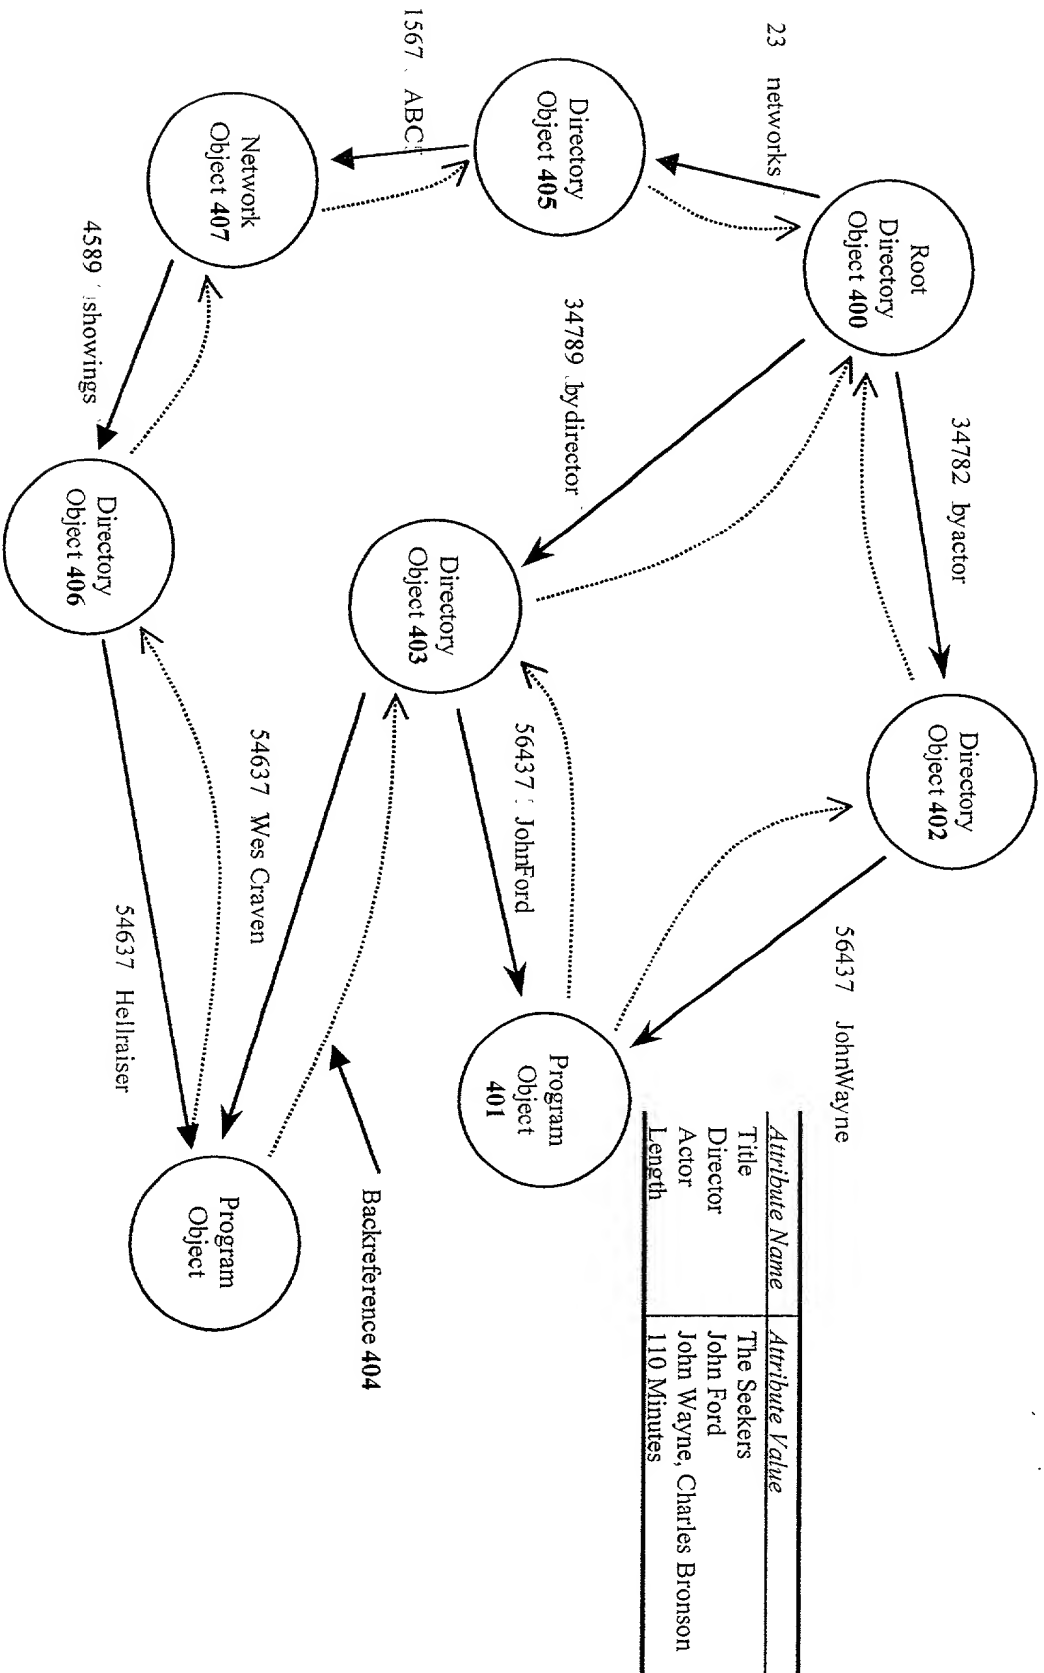 23 networks
Root
Directory
Object 400
34782 byactor
Directory
Object 402
56437 JohnWayne
Attribute Name Attribute Value
Title The Seekers
Director John Ford
Actor John Wayne, Charles Bronson
Length 110 Minutes
Directory
Object 405
34789 bydirector
Directory
Object 403
56437 JohnFord
Program
Object
401
1567 ABC
Network
Object 407
4589 showings
Directory
Object 406
54637 Wes Craven
54637 Hellraiser
Backreference 404
Program
Object